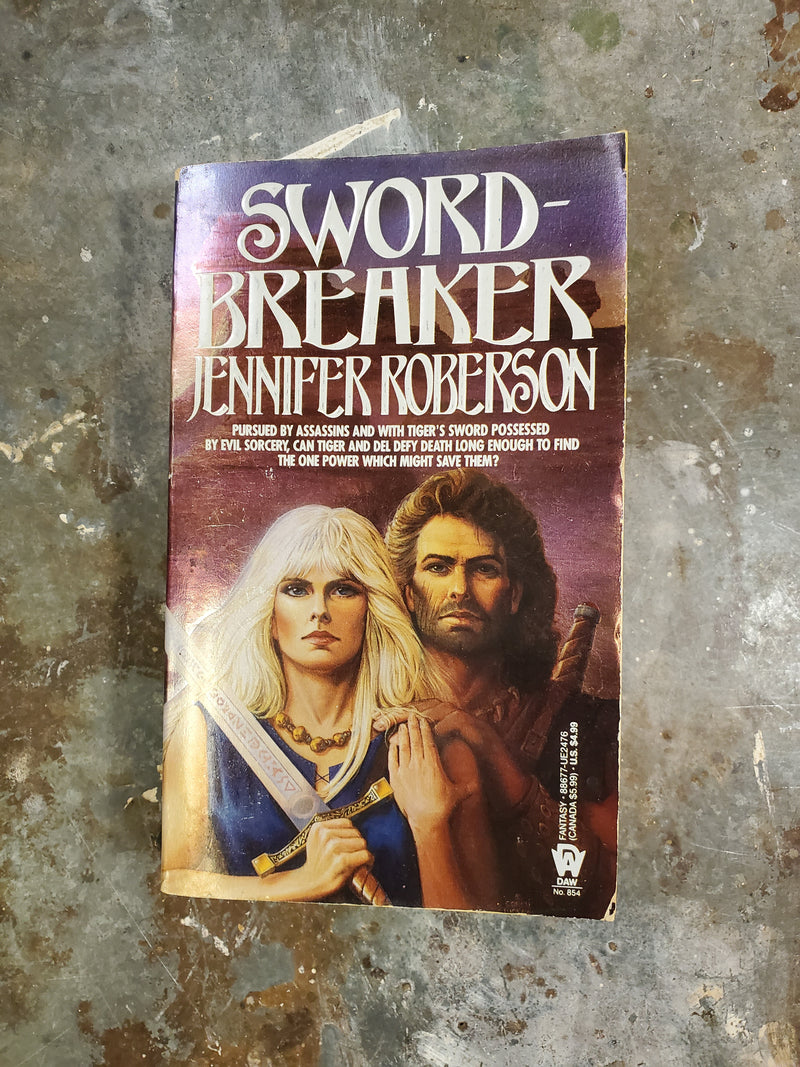 SWORD-
BREAKER
JENNIFER ROBERSON
PURSUED BY ASSASSINS AND WITH TIGER'S SWORD POSSESSED
BY EVIL SORCERY, CAN TIGER AND DEL DEFY DEATH LONG ENOUGH TO FIND
THE ONE POWER WHICH MIGHT SAVE THEM?
FANTASY • 88677-UE2476
(CANADA $5.99) • U.S. $4.99
DAW
No. 854